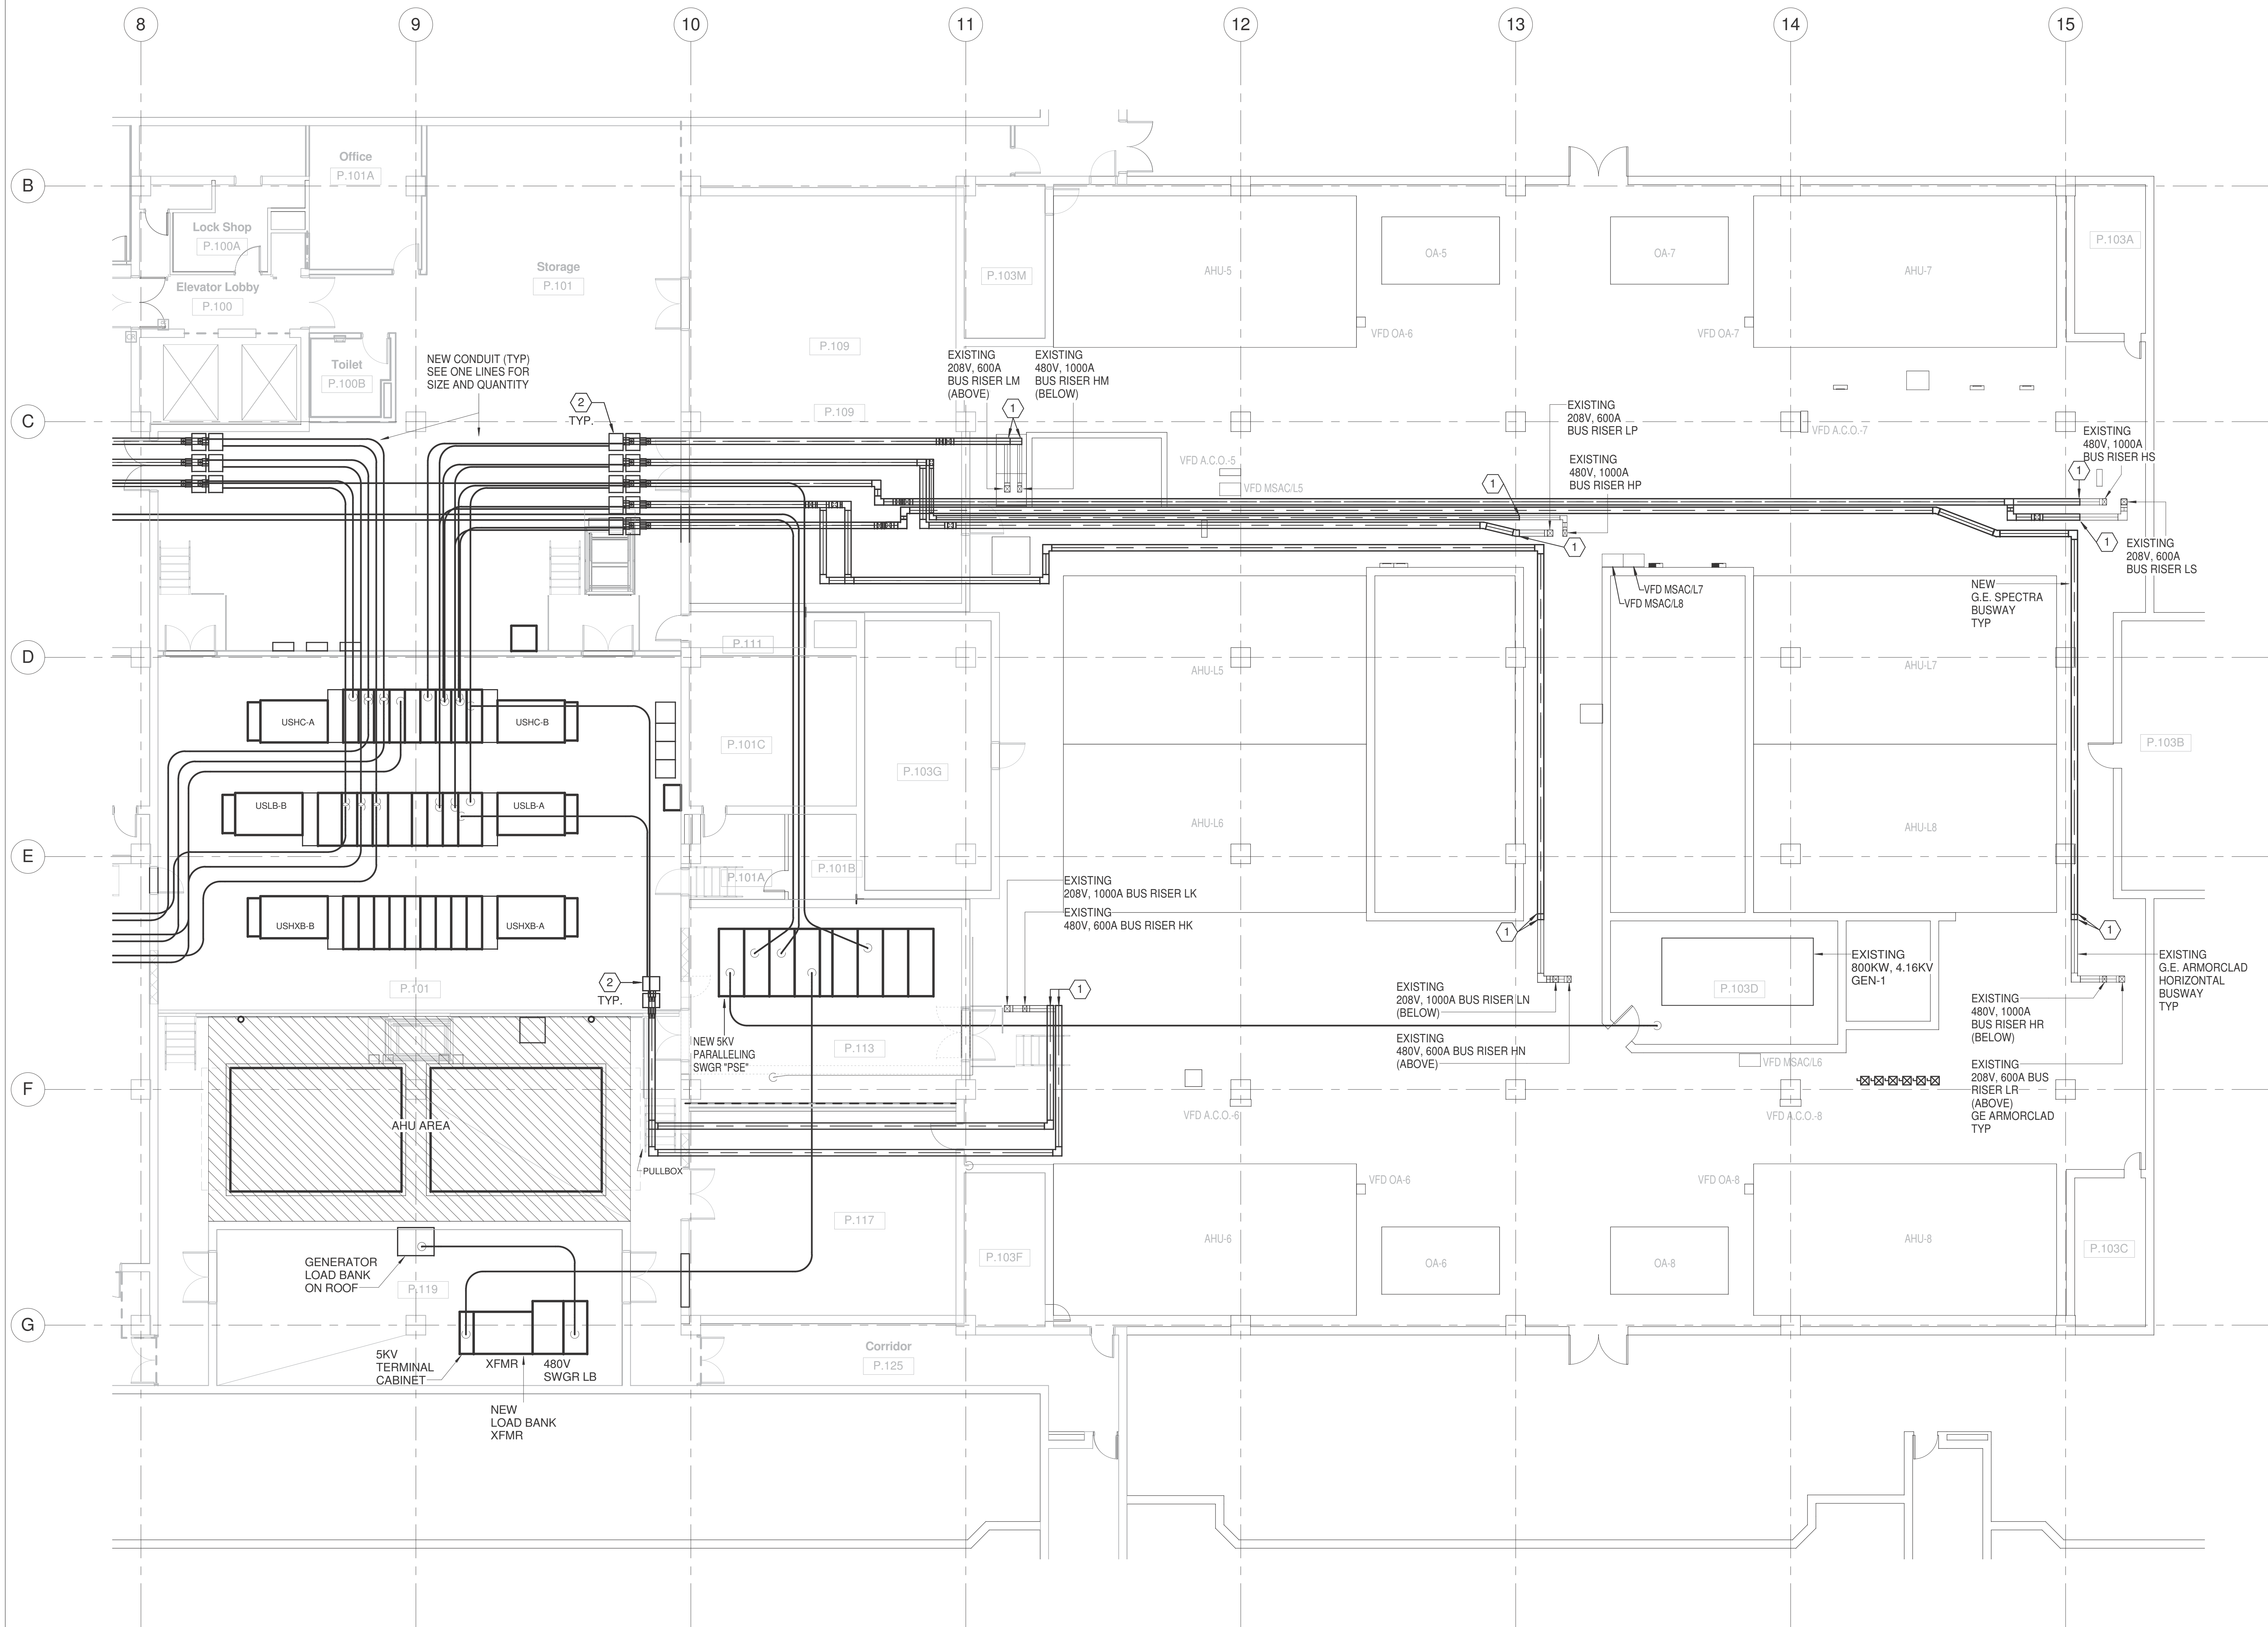 8
9
10
11
12
13
14
15
B
C
D
E
F
G
Office
P.101A
Lock Shop
P.100A
Elevator Lobby
P.100
Storage
P.101
Toilet
P.100B
NEW CONDUIT (TYP)
SEE ONE LINES FOR
SIZE AND QUANTITY
2
TYP.
P.109
P.109
P.103M
AHU-5
OA-5
OA-7
AHU-7
P.103A
VFD OA-6
VFD OA-7
EXISTING
208V, 600A
BUS RISER LM
(ABOVE)
EXISTING
480V, 1000A
BUS RISER HM
(BELOW)
1
VFD A.C.O.-5
VFD MSAC/L5
EXISTING
208V, 600A
BUS RISER LP
EXISTING
480V, 1000A
BUS RISER HP
1
1
VFD A.C.O.-7
EXISTING
480V, 1000A
BUS RISER HS
1
1
EXISTING
208V, 600A
BUS RISER LS
NEW
G.E. SPECTRA
BUSWAY
TYP
VFD MSAC/L7
VFD MSAC/L8
P.111
AHU-L5
AHU-L7
USHC-A
USHC-B
P.101C
P.103G
P.103B
USLB-B
USLB-A
AHU-L6
AHU-L8
P.101A
P.101B
EXISTING
208V, 1000A BUS RISER LK
EXISTING
480V, 600A BUS RISER HK
USHXB-B
USHXB-A
P.101
2
TYP.
1
1
1
EXISTING
800KW, 4.16KV
GEN-1
P.103D
EXISTING
G.E. ARMORCLAD
HORIZONTAL
BUSWAY
TYP
EXISTING
208V, 1000A BUS RISER LN
(BELOW)
EXISTING
480V, 600A BUS RISER HN
(ABOVE)
EXISTING
480V, 1000A
BUS RISER HR
(BELOW)
EXISTING
208V, 600A BUS
RISER LR
(ABOVE)
GE ARMORCLAD
TYP
NEW 5KV
PARALLELING
SWGR "PSE"
P.113
VFD MSAC/L6
VFD A.C.O.-6
VFD A.C.O.-8
AHU AREA
PULLBOX
VFD OA-6
VFD OA-8
P.117
P.103F
AHU-6
OA-6
OA-8
AHU-8
P.103C
GENERATOR
LOAD BANK
ON ROOF
P.119
5KV
TERMINAL
CABINET
XFMR
480V
SWGR LB
NEW
LOAD BANK
XFMR
Corridor
P.125